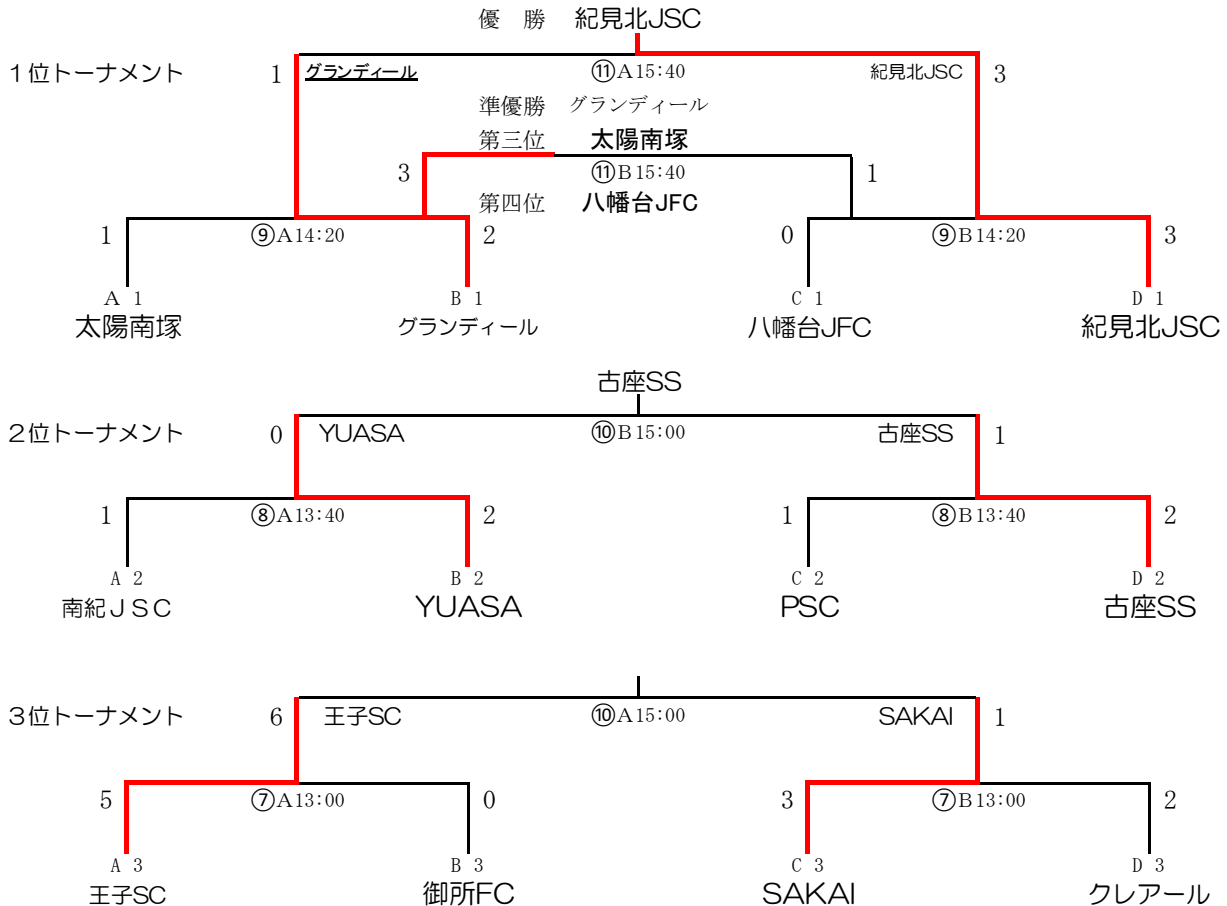 優　勝　紀見北JSC
1位トーナメント　1　グランディール　⑪A15:40　紀見北JSC　3
準優勝　グランディール
第三位　太陽南塚
3　⑪B15:40　1
第四位　八幡台JFC
1　⑨A14:20　2　0　⑨B14:20　3
A 1　B 1　C 1　D 1
太陽南塚　グランディール　八幡台JFC　紀見北JSC
古座SS
2位トーナメント　0　YUASA　⑩B15:00　古座SS　1
1　⑧A13:40　2　1　⑧B13:40　2
A 2　B 2　C 2　D 2
南紀ＪＳＣ　YUASA　PSC　古座SS
3位トーナメント　6　王子SC　⑩A15:00　SAKAI　1
5　⑦A13:00　0　3　⑦B13:00　2
A 3　B 3　C 3　D 3
王子SC　御所FC　SAKAI　クレアール